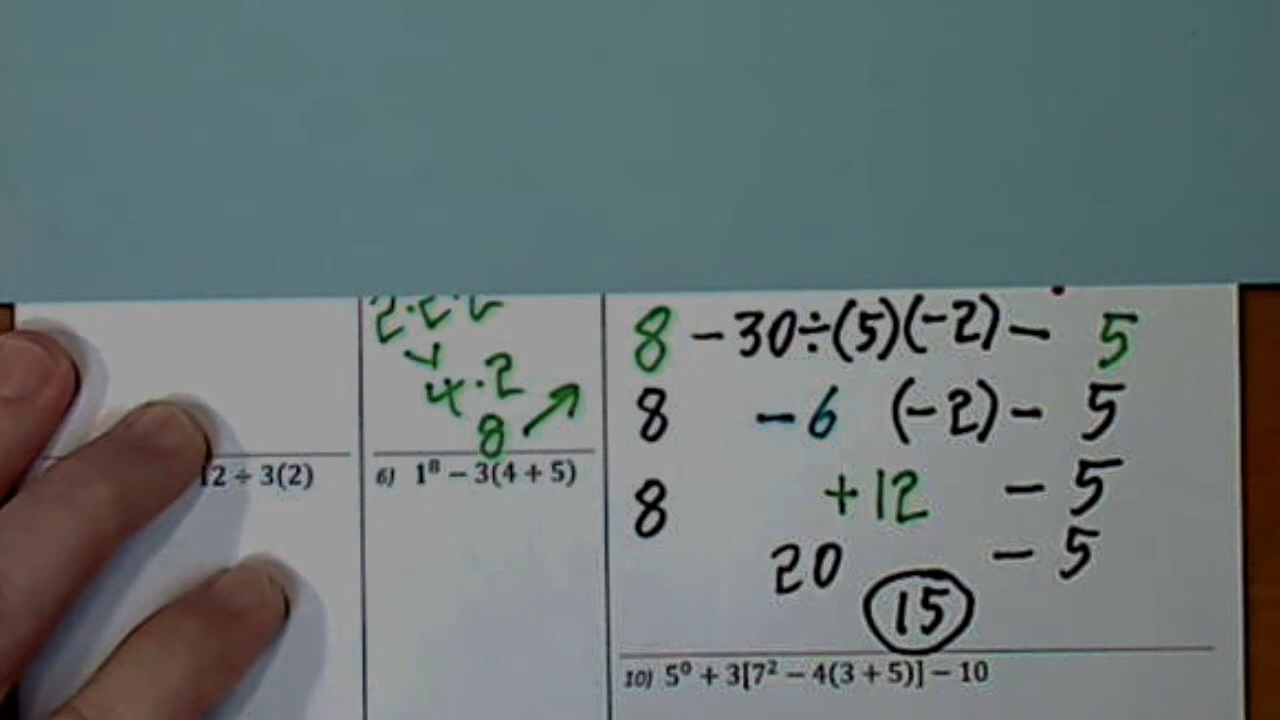 2·2·2
4·2
8
12 ÷ 3(2)
6) 1⁸ − 3(4 + 5)
8 − 30 ÷ (5)(−2) − 5
8 − 6 (−2) − 5
8 + 12 − 5
20 − 5
15
10) 5⁰ + 3[7² − 4(3 + 5)] − 10